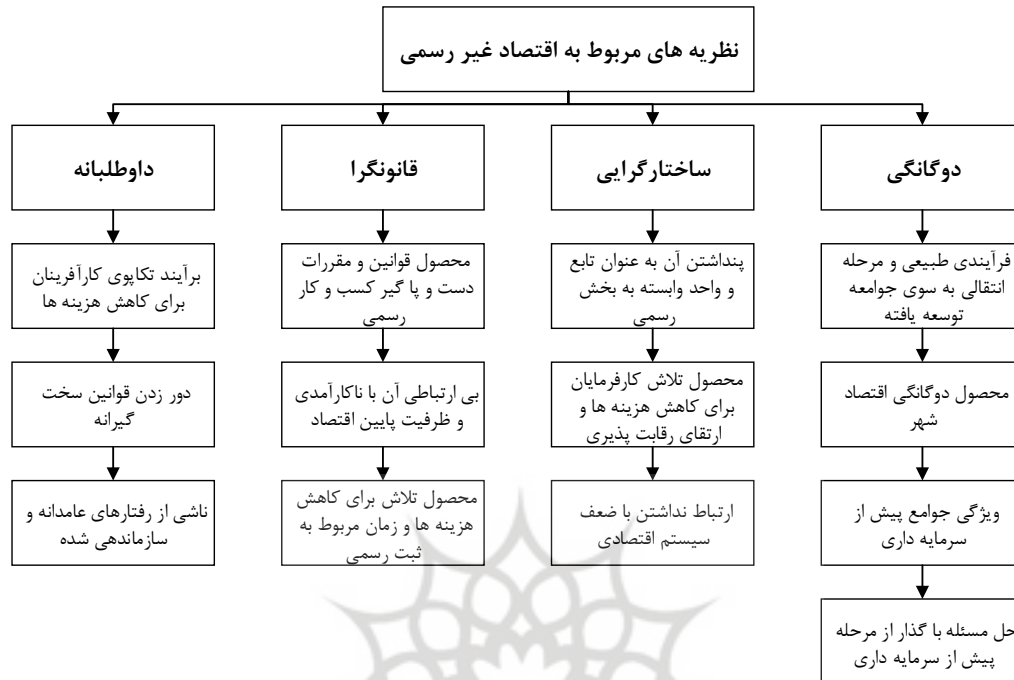 نظریه های مربوط به اقتصاد غیر رسمی
دوگانگی
ساختارگرایی
قانونگرا
داوطلبانه
فرآیندی طبیعی و مرحله
انتقالی به سوی جوامعه
توسعه یافته
پنداشتن آن به عنوان تابع
و واحد وابسته به بخش
رسمی
محصول قوانین و مقررات
دست و پا گیر کسب و کار
رسمی
برآیند تکاپوی کارآفرینان
برای کاهش هزینه ها
محصول دوگانگی اقتصاد
شهر
محصول تلاش کارفرمایان
برای کاهش هزینه ها و
ارتقای رقابت پذیری
بی ارتباطی آن با ناکارآمدی
و ظرفیت پایین اقتصاد
دور زدن قوانین سخت
گیرانه
ویژگی جوامع پیش از
سرمایه داری
ارتباط نداشتن با ضعف
سیستم اقتصادی
محصول تلاش برای کاهش
هزینه ها و زمان مربوط به
ثبت رسمی
ناشی از رفتارهای عامدانه و
سازماندهی شده
حل مسئله با گذار از مرحله
پیش از سرمایه داری